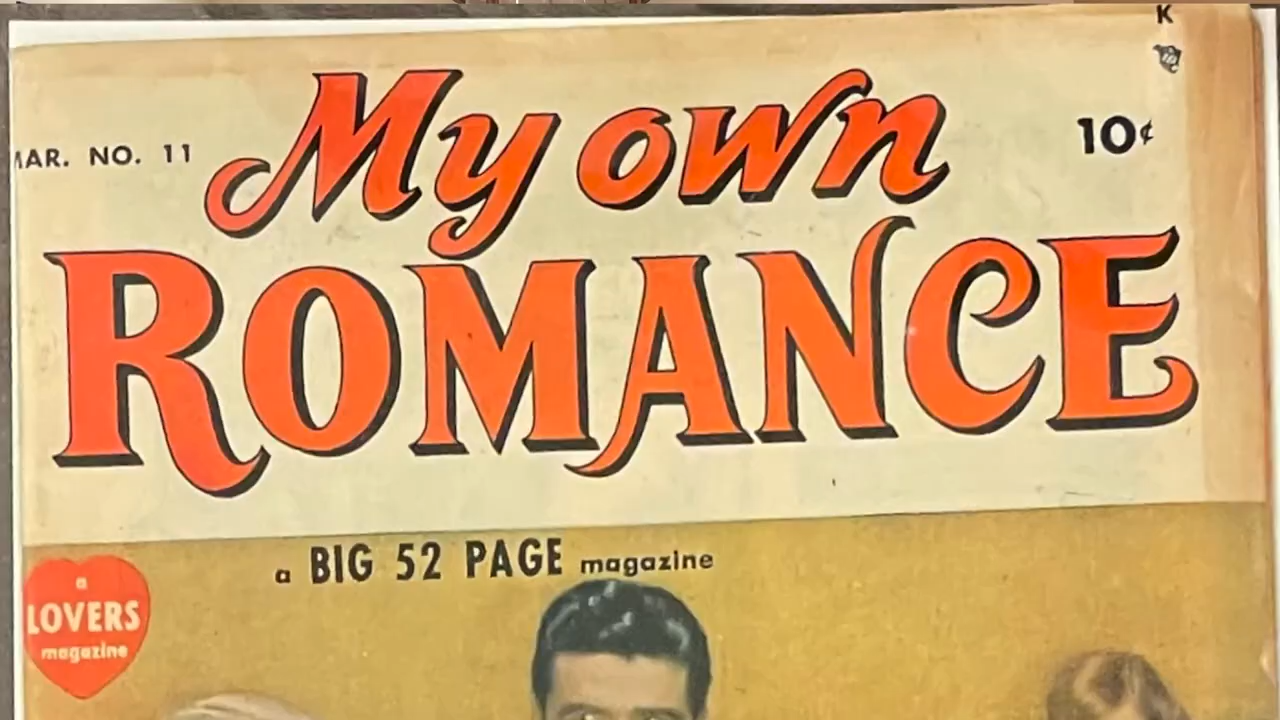 K
My own
MAR. NO. 11
10¢
ROMANCE
a BIG 52 PAGE magazine
a
LOVERS
magazine